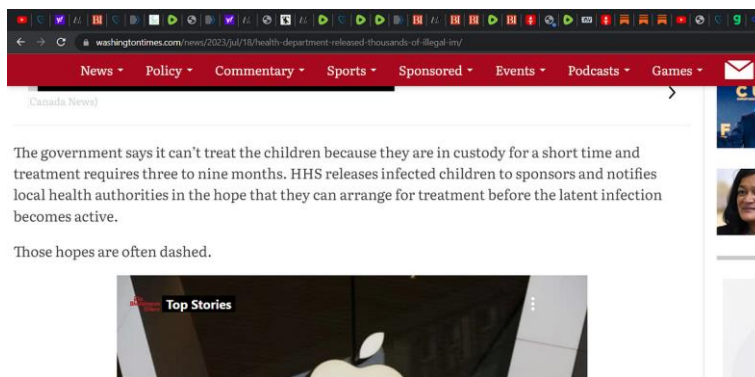 washingtontimes.com/news/2023/jul/18/health-department-released-thousands-of-illegal-im/
News Policy Commentary Sports Sponsored Events Podcasts Games
Canada News)
The government says it can't treat the children because they are in custody for a short time and
treatment requires three to nine months. HHS releases infected children to sponsors and notifies
local health authorities in the hope that they can arrange for treatment before the latent infection
becomes active.
Those hopes are often dashed.
Top Stories